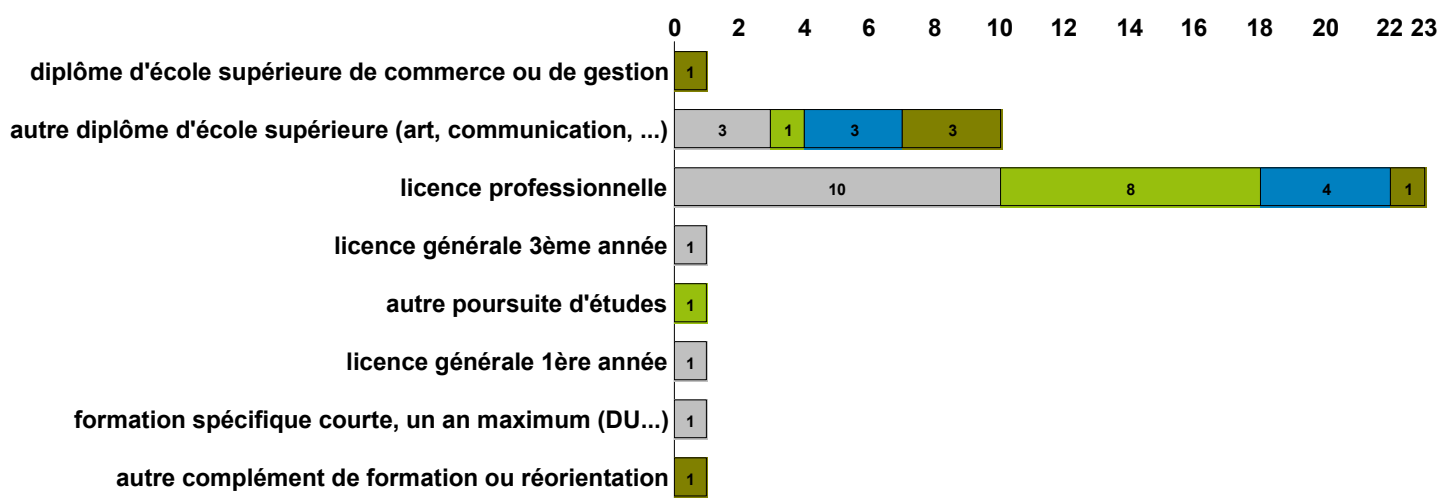 0 2 4 6 8 10 12 14 16 18 20 22 23
diplôme d'école supérieure de commerce ou de gestion 1
autre diplôme d'école supérieure (art, communication, ...) 3 1 3 3
licence professionnelle 10 8 4 1
licence générale 3ème année 1
autre poursuite d'études 1
licence générale 1ère année 1
formation spécifique courte, un an maximum (DU...) 1
autre complément de formation ou réorientation 1